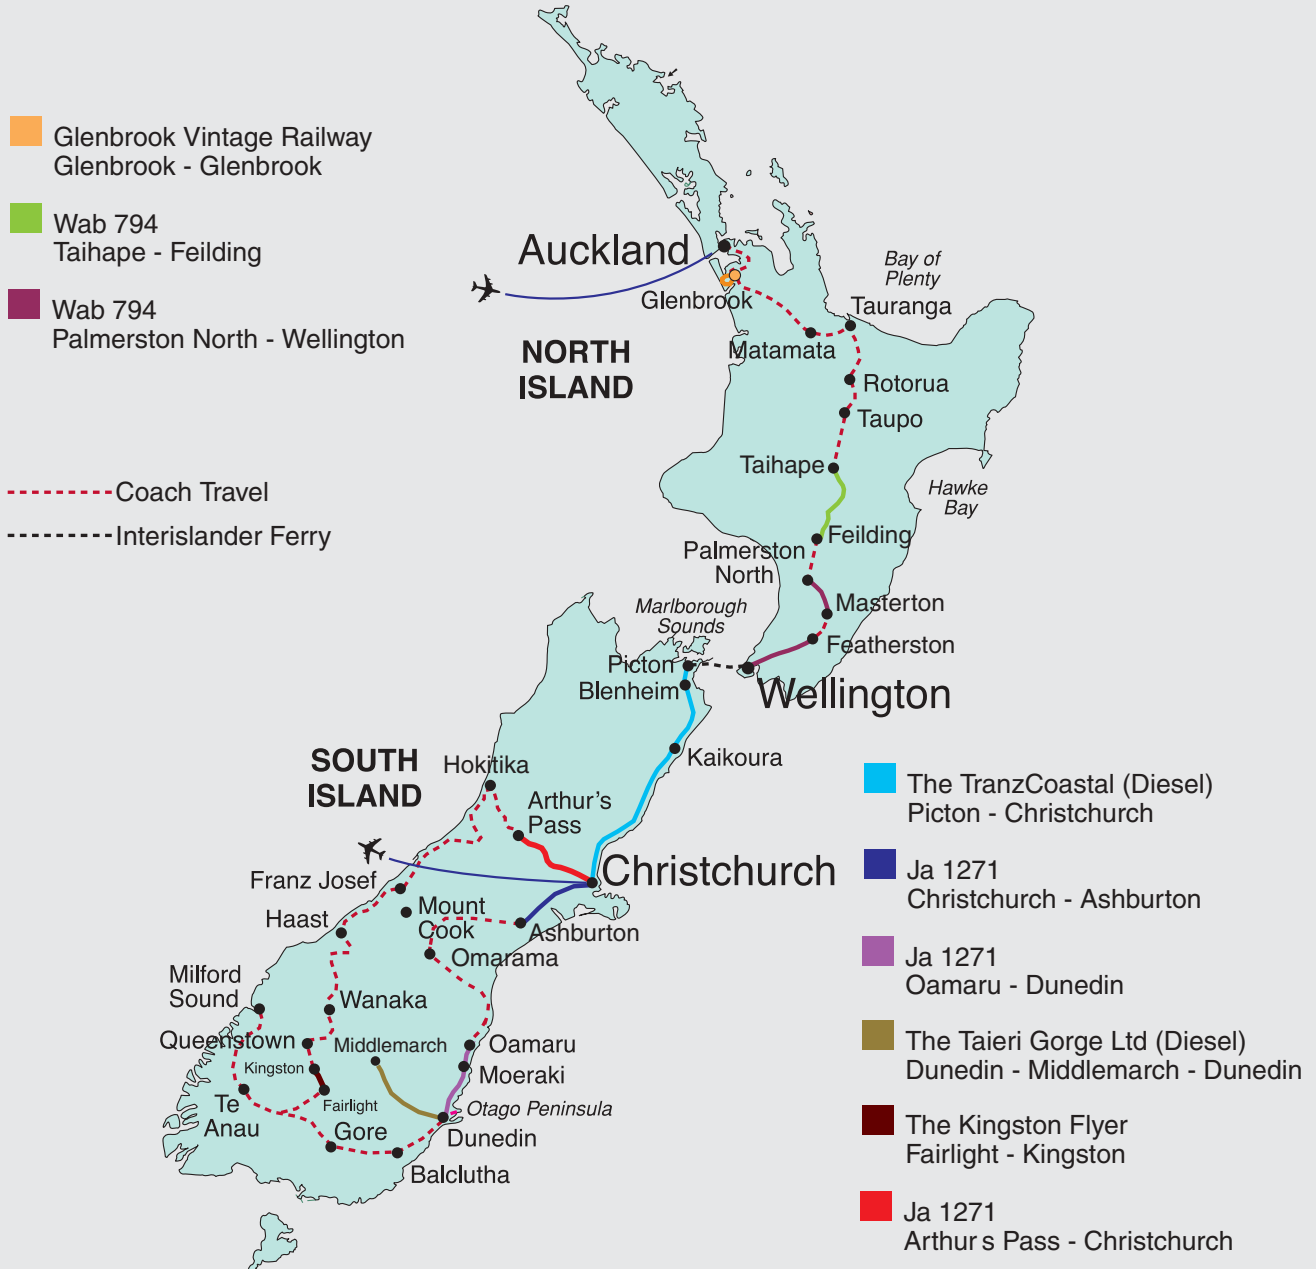 Glenbrook Vintage Railway
Glenbrook - Glenbrook
Wab 794
Taihape - Feilding
Wab 794
Palmerston North - Wellington
Coach Travel
Interislander Ferry
Auckland
Glenbrook
Bay of
Plenty
Tauranga
NORTH
ISLAND
Matamata
Rotorua
Taupo
Taihape
Hawke
Bay
Feilding
Palmerston
North
Masterton
Marlborough
Sounds
Featherston
Picton
Blenheim
Wellington
Kaikoura
SOUTH
ISLAND
Hokitika
Arthur's
Pass
Christchurch
Franz Josef
Mount
Cook
Haast
Ashburton
Omarama
Milford
Sound
Wanaka
Queenstown
Middlemarch
Oamaru
Kingston
Moeraki
Te
Anau
Fairlight
Otago Peninsula
Gore
Dunedin
Balclutha
The TranzCoastal (Diesel)
Picton - Christchurch
Ja 1271
Christchurch - Ashburton
Ja 1271
Oamaru - Dunedin
The Taieri Gorge Ltd (Diesel)
Dunedin - Middlemarch - Dunedin
The Kingston Flyer
Fairlight - Kingston
Ja 1271
Arthur s Pass - Christchurch